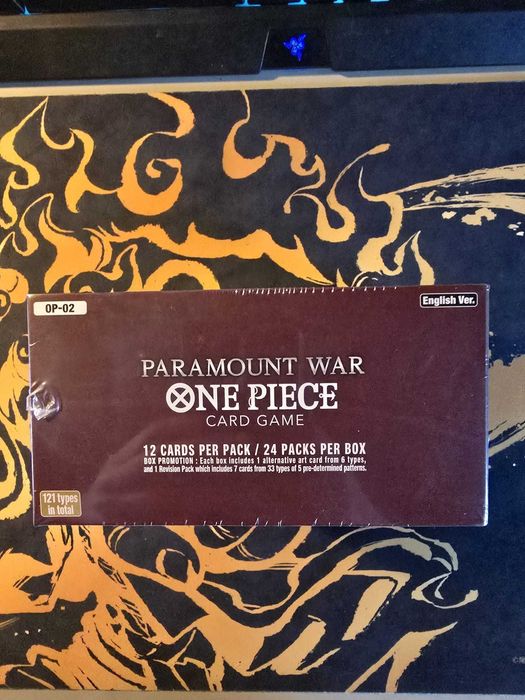 OP-02
English Ver.
PARAMOUNT WAR
ONE PIECE
CARD GAME
12 CARDS PER PACK / 24 PACKS PER BOX
BOX PROMOTION : Each box includes 1 alternative art card from 6 types,
and 1 Revision Pack which includes 7 cards from 33 types of 5 pre-determined patterns.
121 types
in total